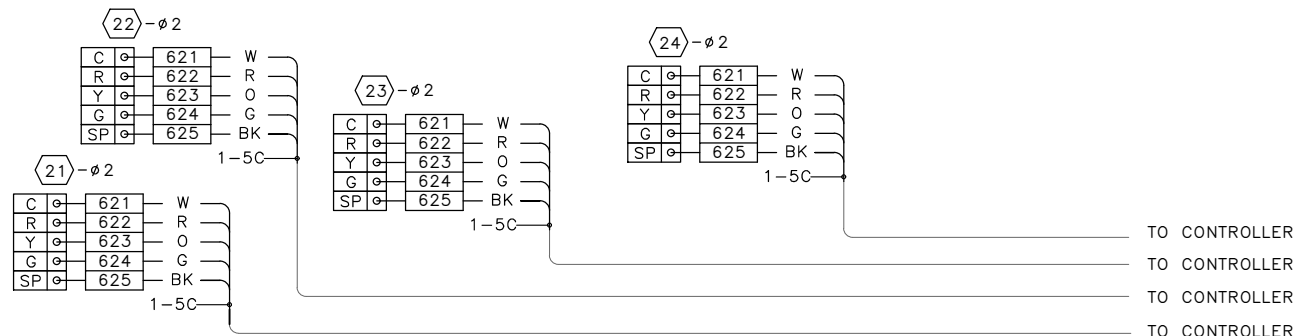 22 -ø2
C 621 W
R 622 R
Y 623 O
G 624 G
SP 625 BK
1-5C
24 -ø2
C 621 W
R 622 R
Y 623 O
G 624 G
SP 625 BK
1-5C
23 -ø2
C 621 W
R 622 R
Y 623 O
G 624 G
SP 625 BK
1-5C
21 -ø2
C 621 W
R 622 R
Y 623 O
G 624 G
SP 625 BK
1-5C
TO CONTROLLER
TO CONTROLLER
TO CONTROLLER
TO CONTROLLER